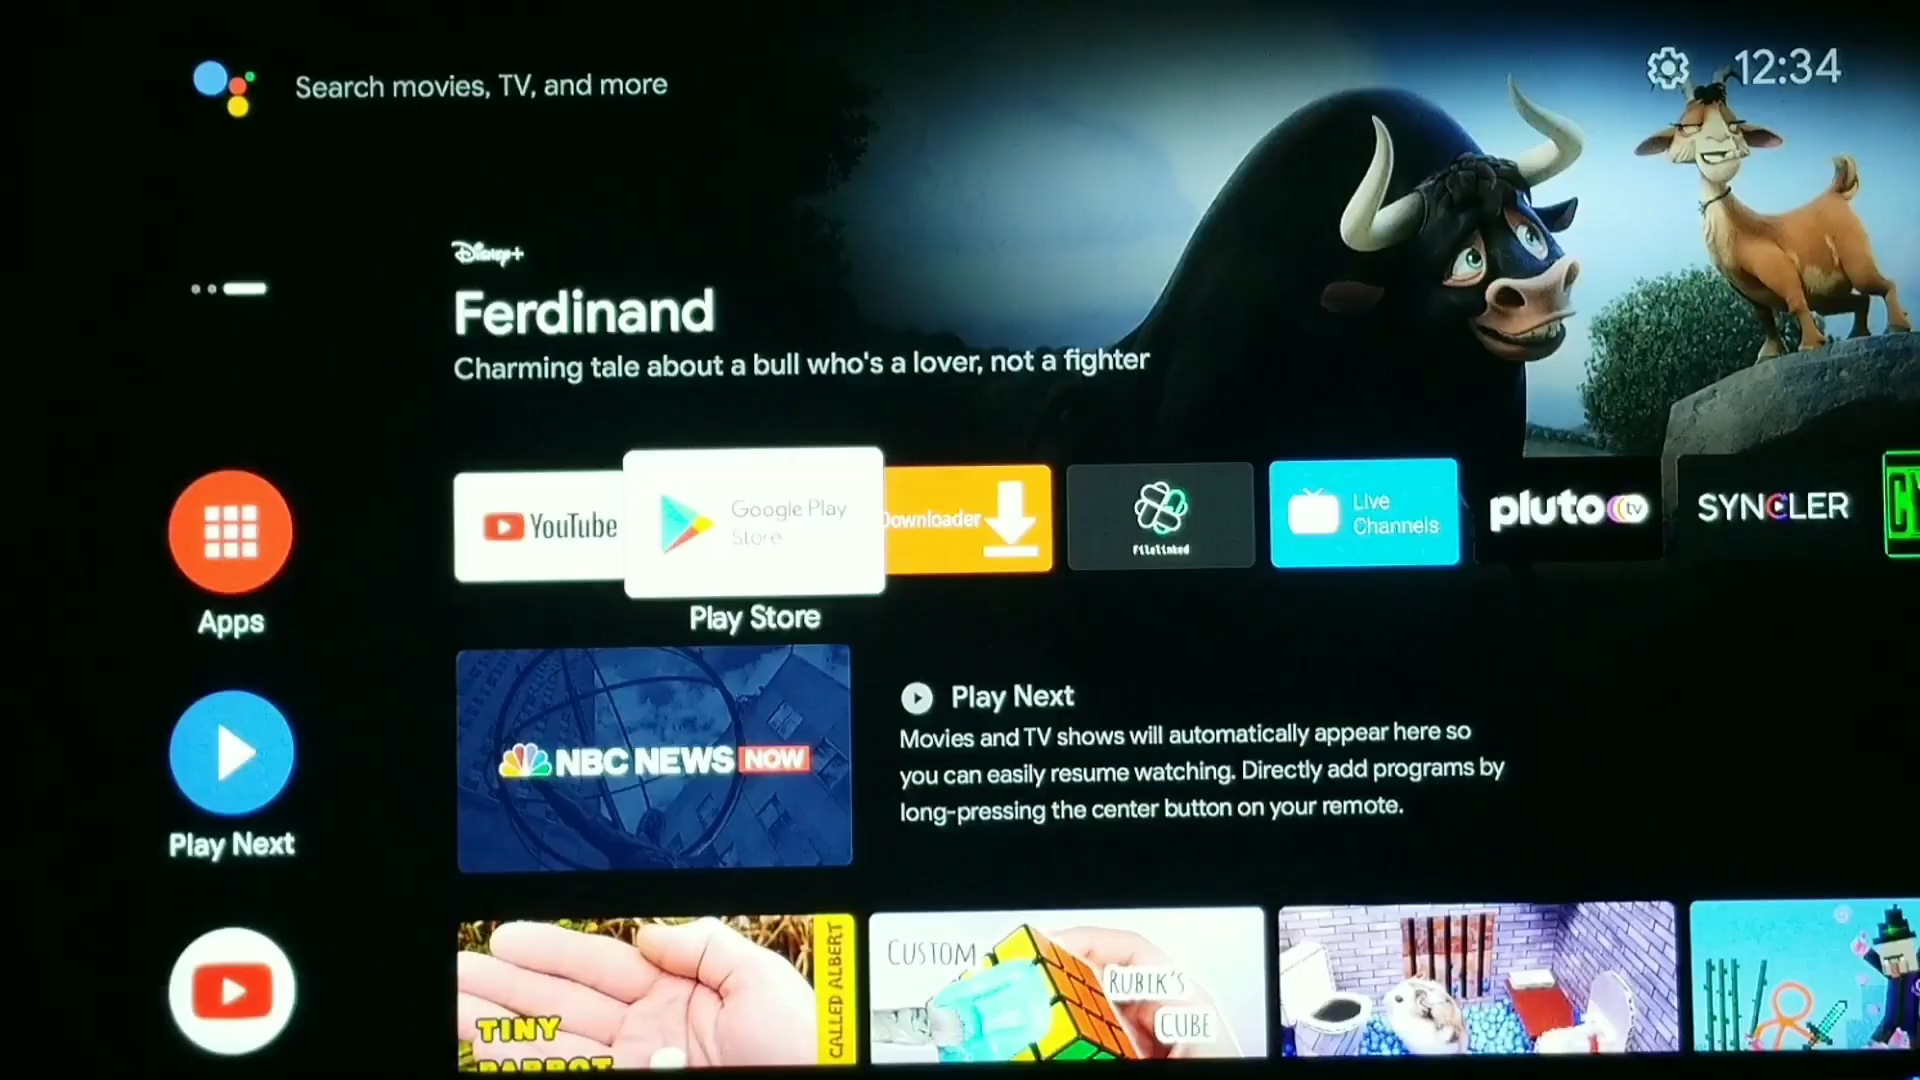 Search movies, TV, and more
12:34
Disney+
Ferdinand
Charming tale about a bull who's a lover, not a fighter
YouTube
Google Play
Store
Downloader
Filelinked
Live
Channels
pluto tv
SYNCLER
Apps
Play Store
NBC NEWS NOW
Play Next
Movies and TV shows will automatically appear here so
you can easily resume watching. Directly add programs by
long-pressing the center button on your remote.
Play Next
TINY
PARROT
CALLED ALBERT
CUSTOM
RUBIK'S
CUBE